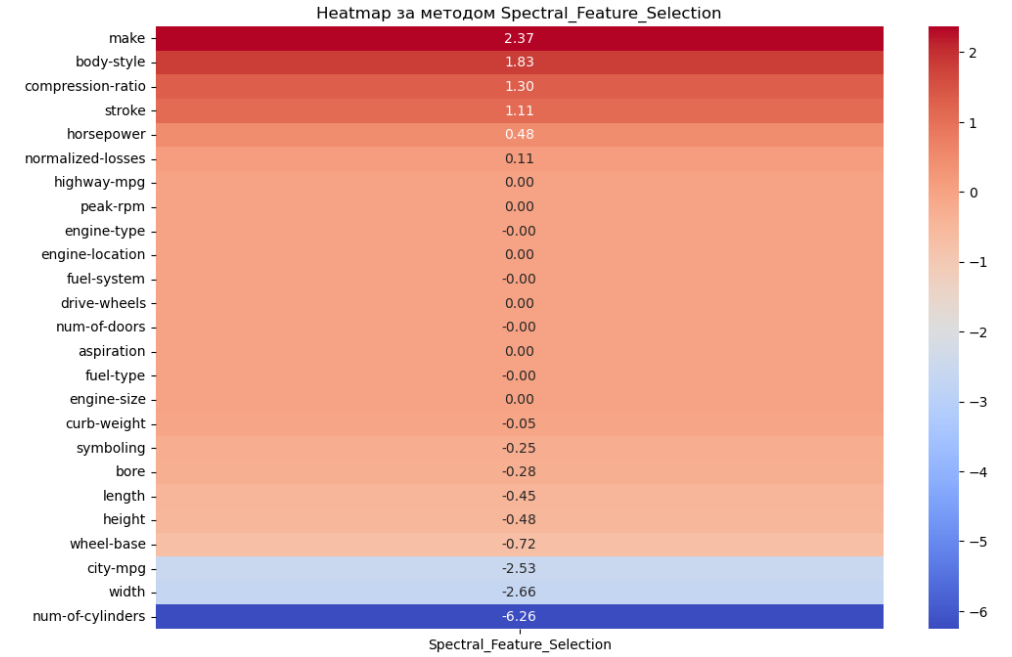 Heatmap за методом Spectral_Feature_Selection
make 2.37
body-style 1.83
compression-ratio 1.30
stroke 1.11
horsepower 0.48
normalized-losses 0.11
highway-mpg 0.00
peak-rpm 0.00
engine-type -0.00
engine-location 0.00
fuel-system -0.00
drive-wheels 0.00
num-of-doors -0.00
aspiration 0.00
fuel-type -0.00
engine-size 0.00
curb-weight -0.05
symboling -0.25
bore -0.28
length -0.45
height -0.48
wheel-base -0.72
city-mpg -2.53
width -2.66
num-of-cylinders -6.26
Spectral_Feature_Selection
2
1
0
−1
−2
−3
−4
−5
−6